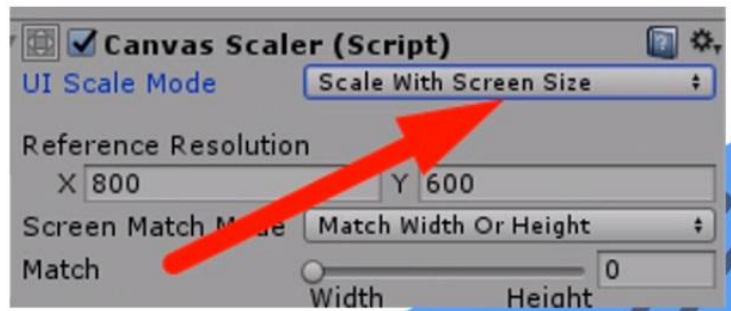 Canvas Scaler (Script)
UI Scale Mode Scale With Screen Size
Reference Resolution
X 800 Y 600
Screen Match Mode Match Width Or Height
Match 0
Width Height